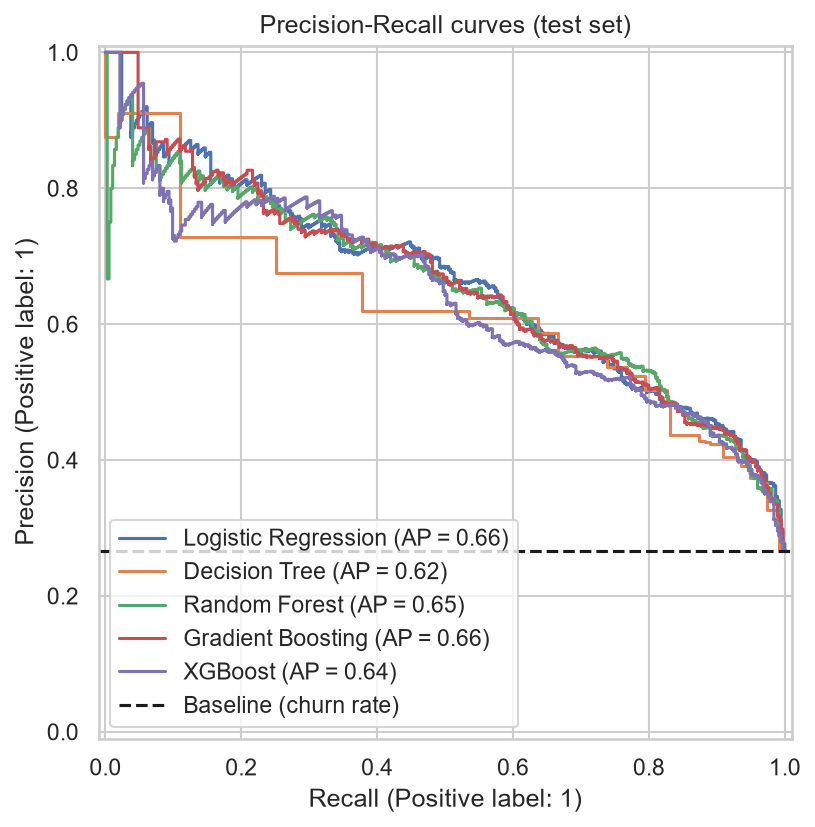 Precision-Recall curves (test set)
Precision (Positive label: 1)
1.0
0.8
0.6
0.4
0.2
0.0
Logistic Regression (AP = 0.66)
Decision Tree (AP = 0.62)
Random Forest (AP = 0.65)
Gradient Boosting (AP = 0.66)
XGBoost (AP = 0.64)
Baseline (churn rate)
0.0 0.2 0.4 0.6 0.8 1.0
Recall (Positive label: 1)